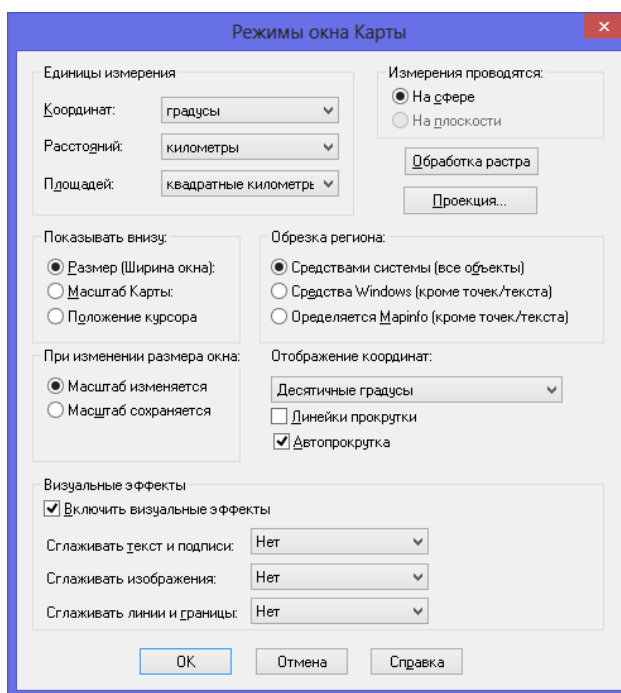 Режимы окна Карты
Единицы измерения
Координат: градусы
Расстояний: километры
Площадей: квадратные километры
Измерения проводятся:
На сфере
На плоскости
Обработка растра
Проекция...
Показывать внизу:
Размер (Ширина окна):
Масштаб Карты:
Положение курсора
Обрезка региона:
Средствами системы (все объекты)
Средства Windows (кроме точек/текста)
Оределяется Mapinfo (кроме точек/текста)
При изменении размера окна:
Масштаб изменяется
Масштаб сохраняется
Отображение координат:
Десятичные градусы
Линейки прокрутки
Автопрокрутка
Визуальные эффекты
Включить визуальные эффекты
Сглаживать текст и подписи: Нет
Сглаживать изображения: Нет
Сглаживать линии и границы: Нет
OK
Отмена
Справка